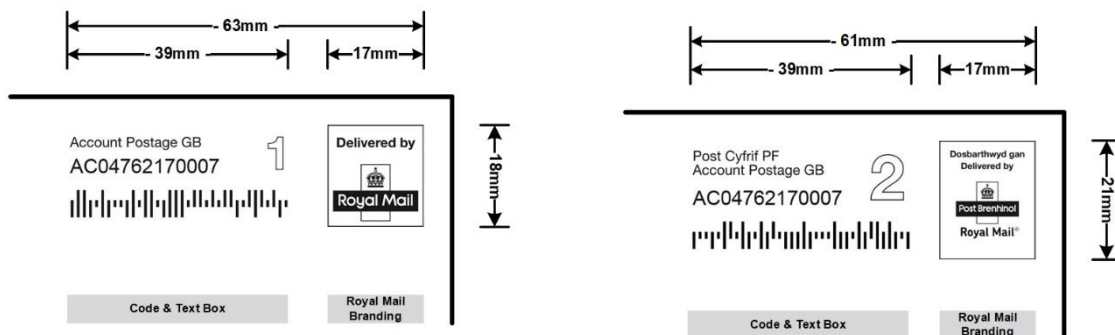 63mm
39mm
17mm
Account Postage GB
1
AC04762170007
Delivered by
Royal Mail
18mm
Code & Text Box
Royal Mail
Branding
61mm
39mm
17mm
Post Cyfrif PF
Account Postage GB
2
AC04762170007
Dosbarthwyd gan
Delivered by
Post Brenhinol
Royal Mail®
21mm
Code & Text Box
Royal Mail
Branding